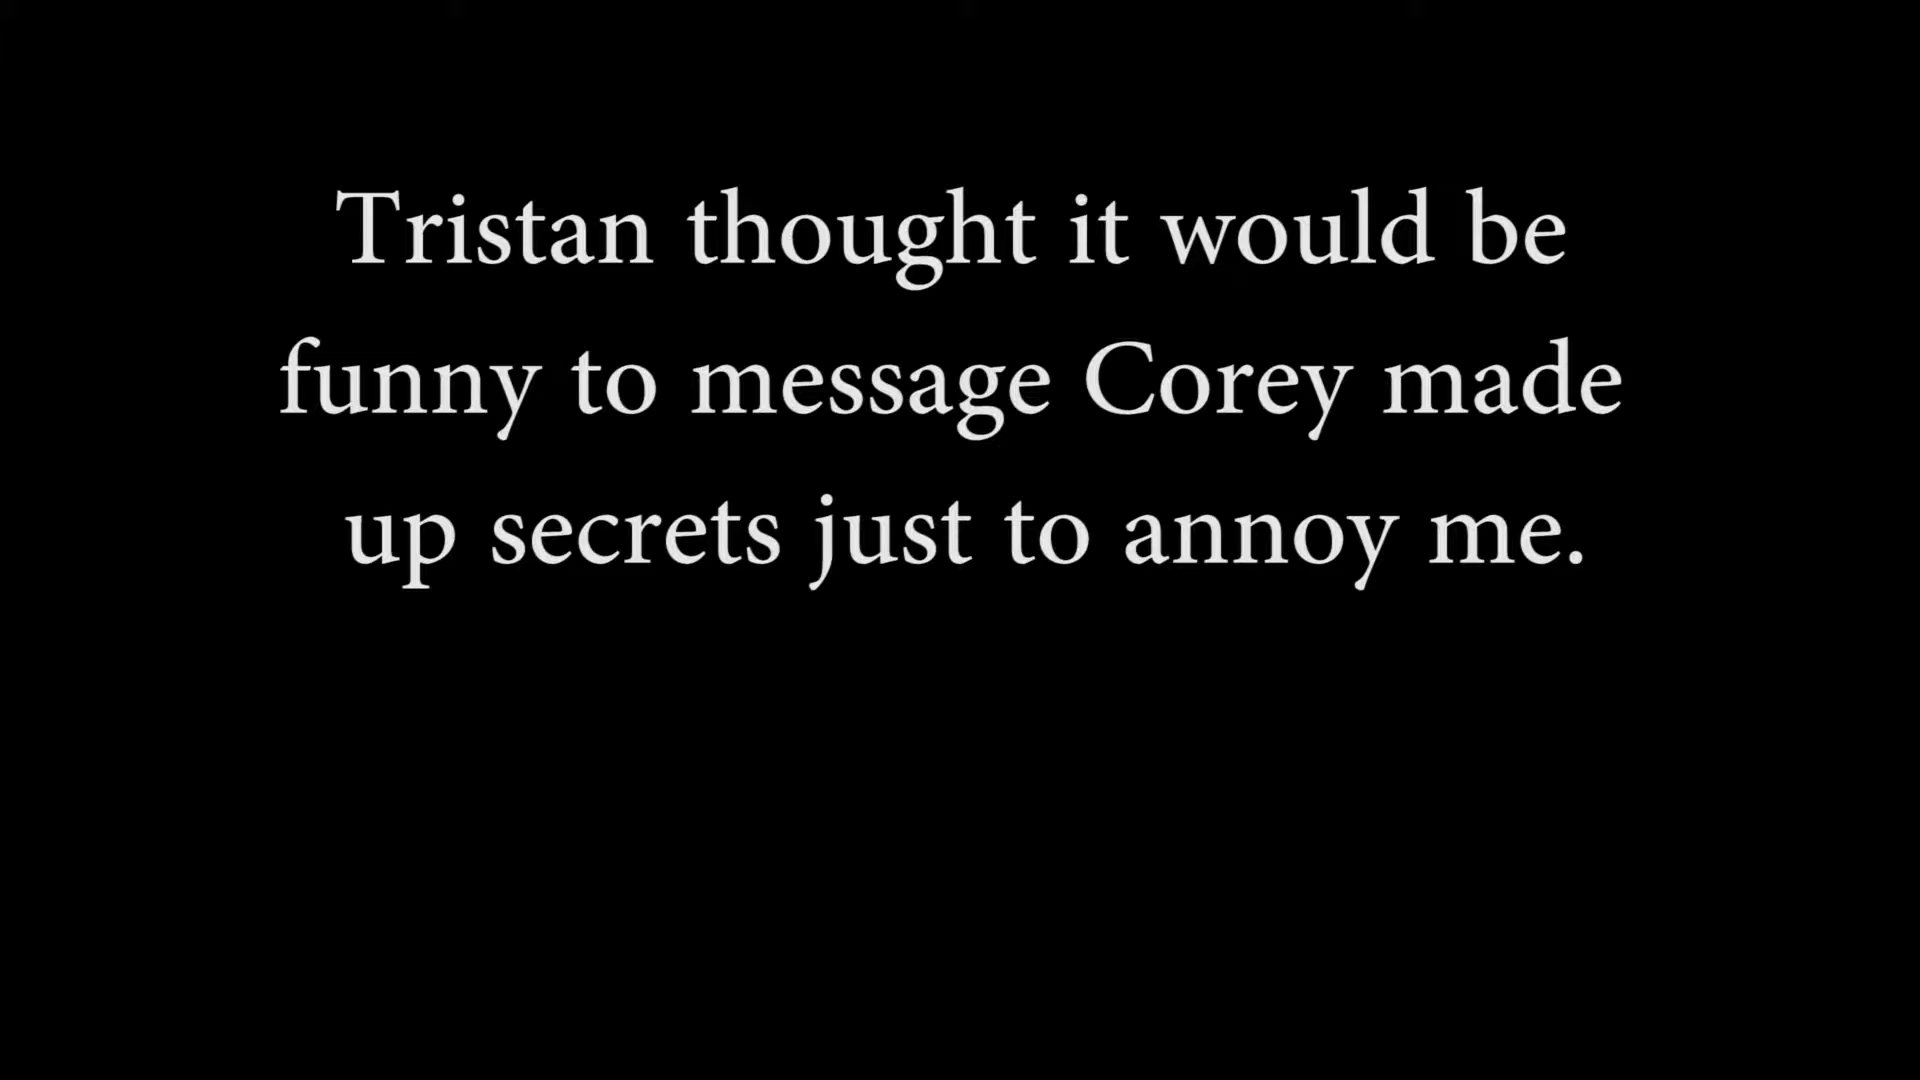 Tristan thought it would be
funny to message Corey made
up secrets just to annoy me.